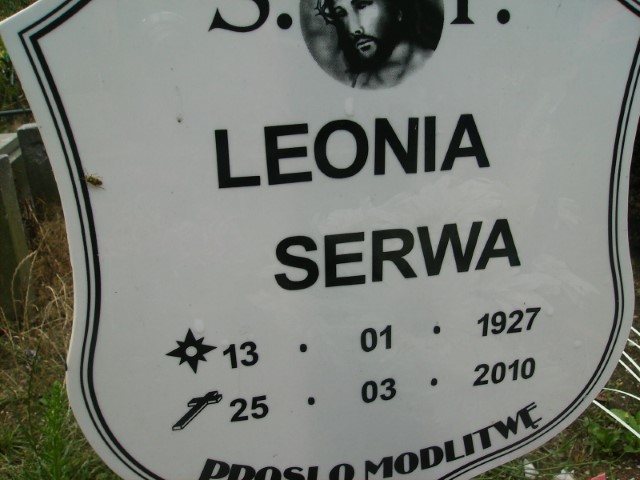 Ś. P.
LEONIA
SERWA
13 . 01 . 1927
25 . 03 . 2010
PROSI O MODLITWĘ